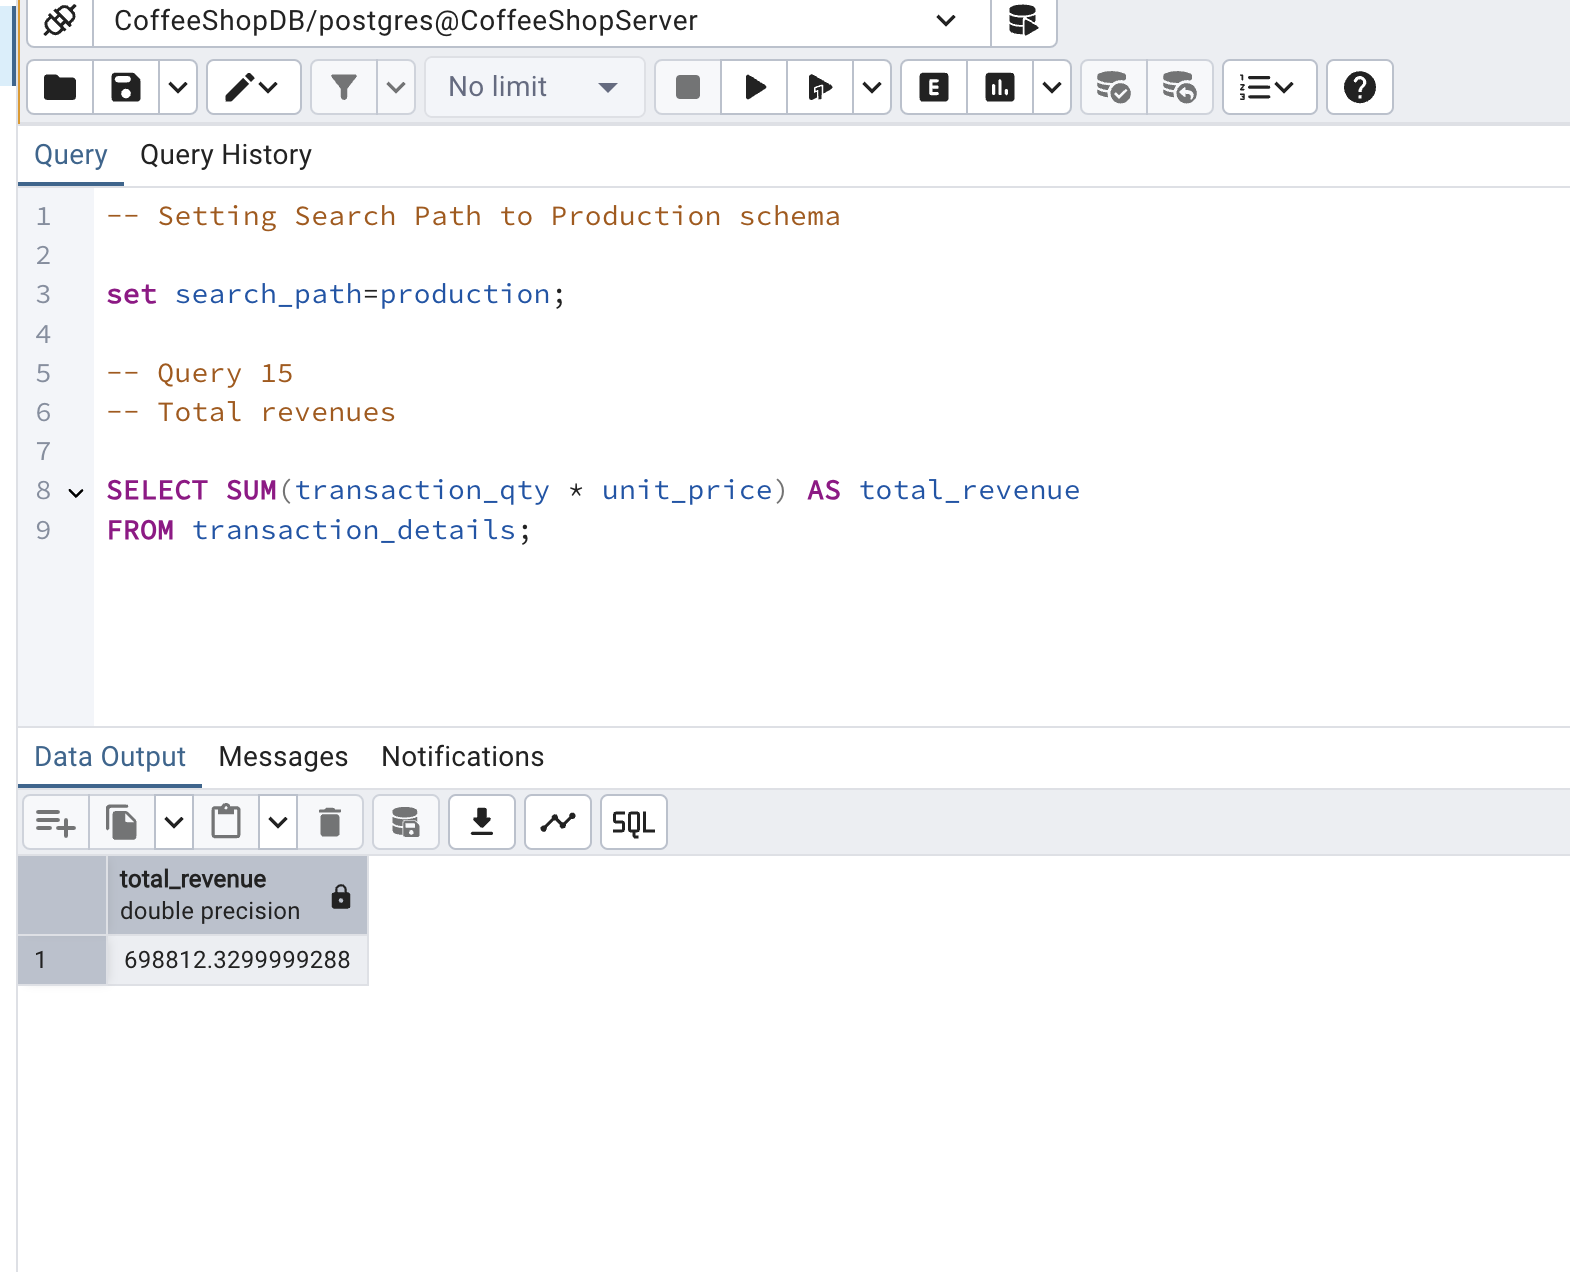 CoffeeShopDB/postgres@CoffeeShopServer
No limit
E
Query Query History
1 -- Setting Search Path to Production schema
2
3 set search_path=production;
4
5 -- Query 15
6 -- Total revenues
7
8 SELECT SUM(transaction_qty * unit_price) AS total_revenue
9 FROM transaction_details;
Data Output Messages Notifications
SQL
total_revenue
double precision
1 698812.3299999288